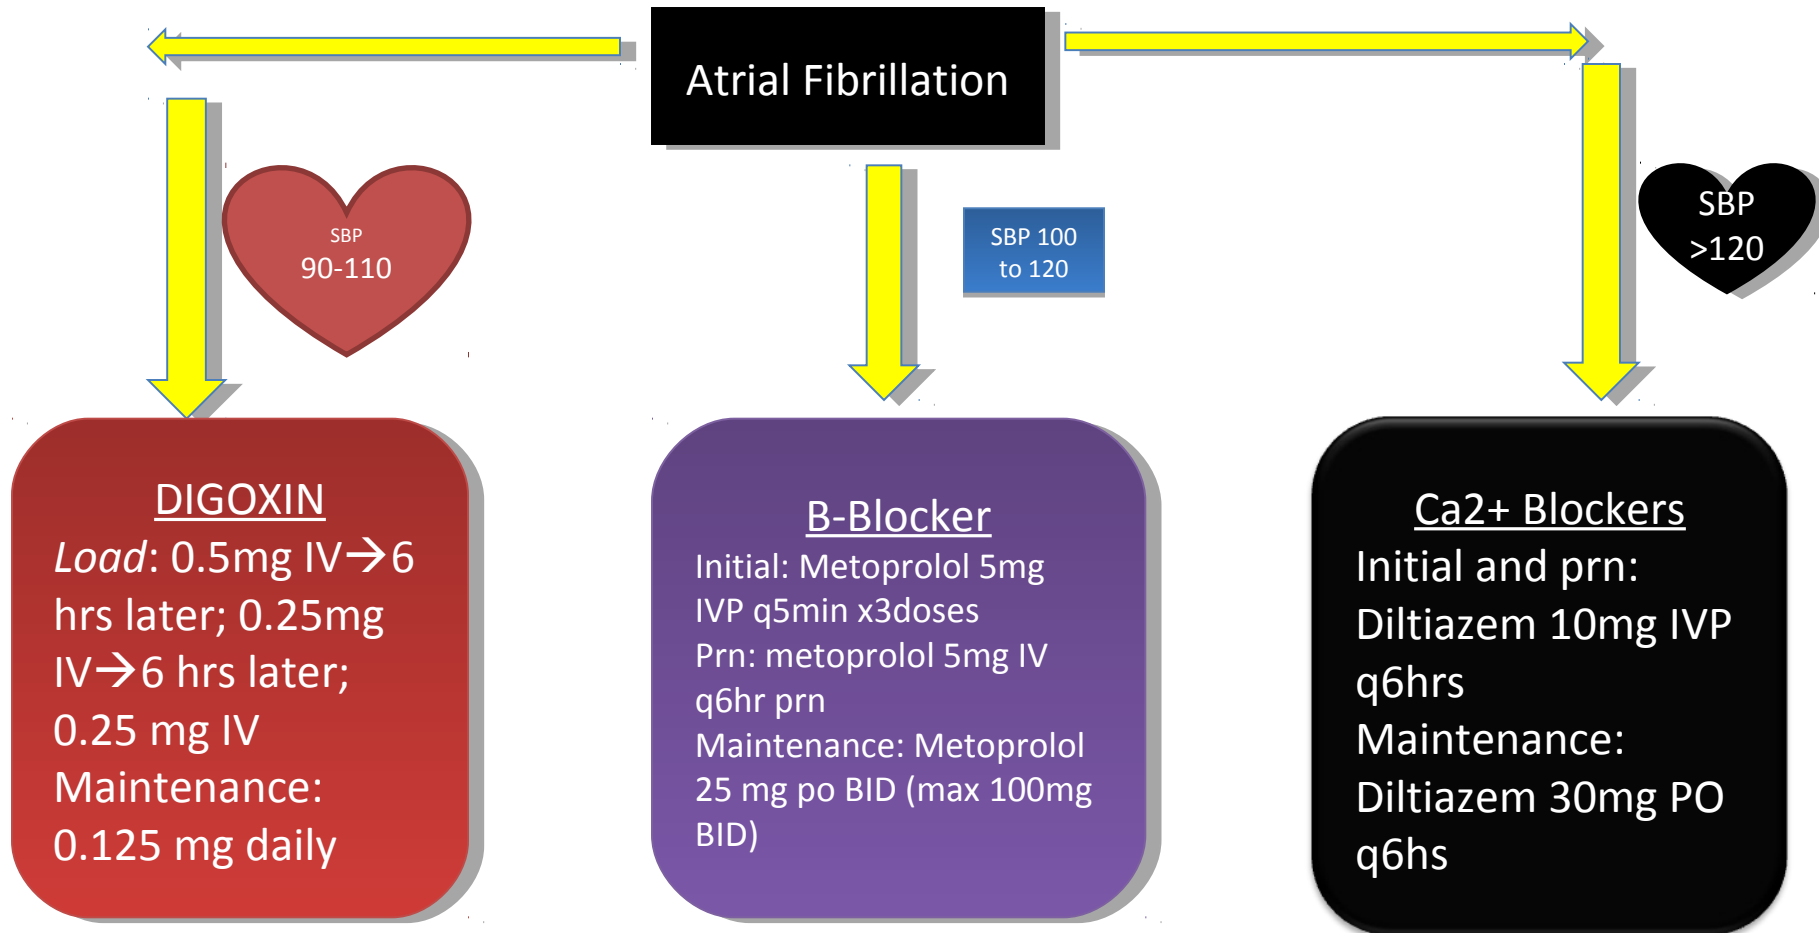 Atrial Fibrillation
SBP
90-110
SBP 100
to 120
SBP
>120
DIGOXIN
Load: 0.5mg IV→6
hrs later; 0.25mg
IV→6 hrs later;
0.25 mg IV
Maintenance:
0.125 mg daily
B-Blocker
Initial: Metoprolol 5mg
IVP q5min x3doses
Prn: metoprolol 5mg IV
q6hr prn
Maintenance: Metoprolol
25 mg po BID (max 100mg
BID)
Ca2+ Blockers
Initial and prn:
Diltiazem 10mg IVP
q6hrs
Maintenance:
Diltiazem 30mg PO
q6hs